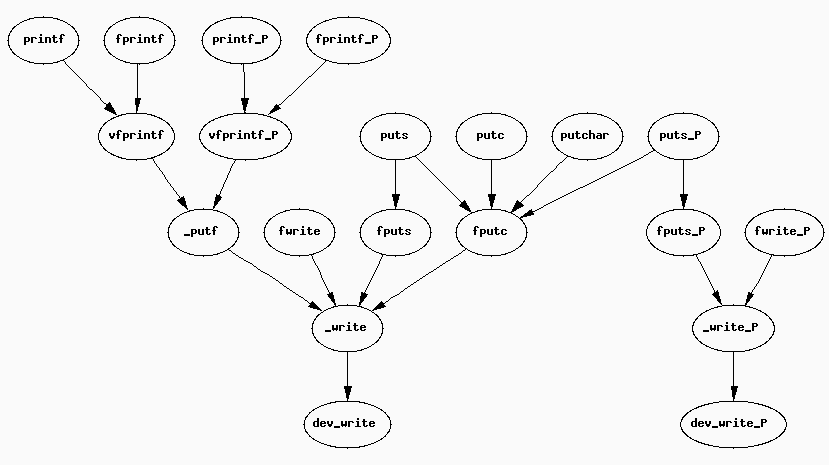 printf
fprintf
printf_P
fprintf_P
vfprintf
vfprintf_P
puts
putc
putchar
puts_P
_putf
fwrite
fputs
fputc
fputs_P
fwrite_P
_write
_write_P
dev_write
dev_write_P